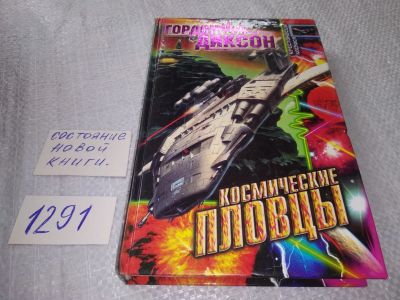 ГОРДОН
ДИКСОН
КОСМИЧЕСКИЕ
ПЛОВЦЫ
состояние
новой
книги.
1291